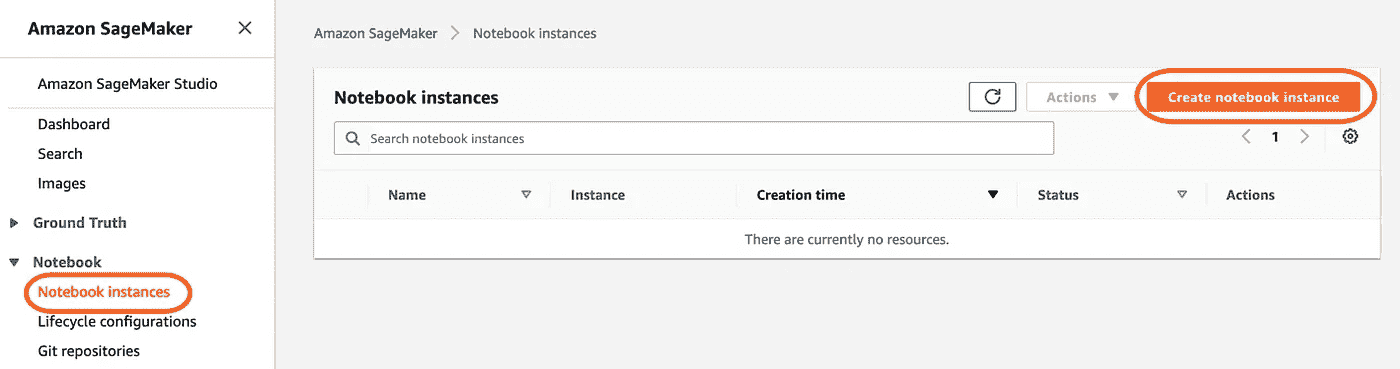 Amazon SageMaker
Amazon SageMaker Studio
Dashboard
Search
Images
Ground Truth
Notebook
Notebook instances
Lifecycle configurations
Git repositories
Amazon SageMaker > Notebook instances
Notebook instances
Actions
Create notebook instance
Search notebook instances
1
Name Instance Creation time Status Actions
There are currently no resources.